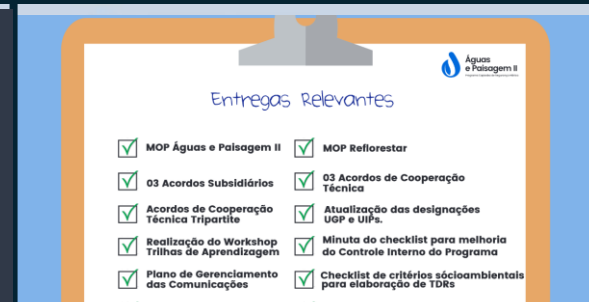 Águas
e Paisagem II
Entregas Relevantes
MOP Águas e Paisagem II
MOP Reflorestar
03 Acordos Subsidiários
03 Acordos de Cooperação
Técnica
Acordos de Cooperação
Técnica Tripartite
Atualização das designações
UGP e UIPs.
Realização do Workshop
Trilhas de Aprendizagem
Minuta do checklist para melhoria
do Controle Interno do Programa
Plano de Gerenciamento
das Comunicações
Checklist de critérios sócioambientais
para elaboração de TDRs